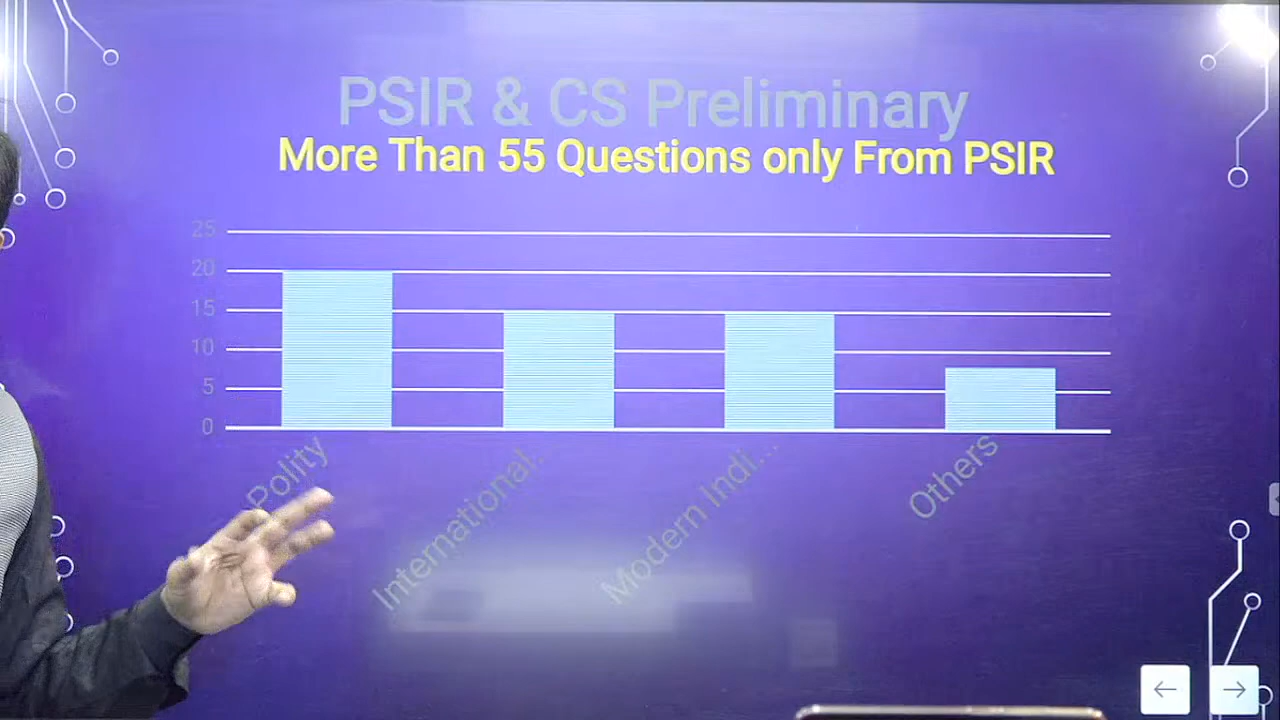 PSIR & CS Preliminary
More Than 55 Questions only From PSIR
25
20
15
10
5
0
Polity
International...
Modern Indi...
Others